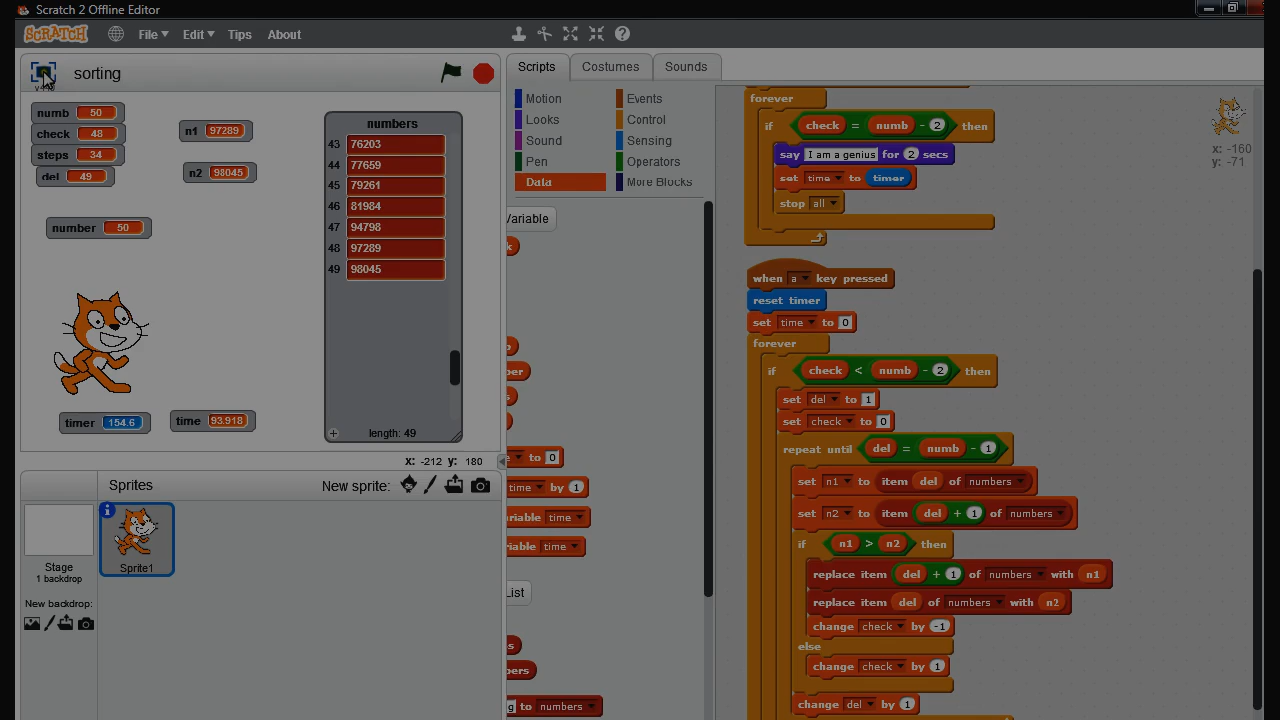 Scratch 2 Offline Editor
SCRATCH File Edit Tips About
sorting
Scripts Costumes Sounds
Motion Events
Looks Control
Sound Sensing
Pen Operators
Data More Blocks
numb 50
check 48
steps 34
del 49
n1 97289
n2 98045
number 50
numbers
43 76203
44 77659
45 79261
46 81984
47 94798
48 97289
49 98045
+ length: 49
timer 154.6
time 93.918
x: -212 y: 180
Sprites New sprite:
Stage
1 backdrop
New backdrop:
Sprite1
Variable
to 0
time by 1
time
time
List
to numbers
forever
if check = numb - 2 then
say I am a genius for 2 secs
set time to timer
stop all
when a key pressed
reset timer
set time to 0
forever
if check < numb - 2 then
set del to 1
set check to 0
repeat until del = numb - 1
set n1 to item del of numbers
set n2 to item del + 1 of numbers
if n1 > n2 then
replace item del + 1 of numbers with n1
replace item del of numbers with n2
change check by -1
else
change check by 1
change del by 1
x: -160
y: -71